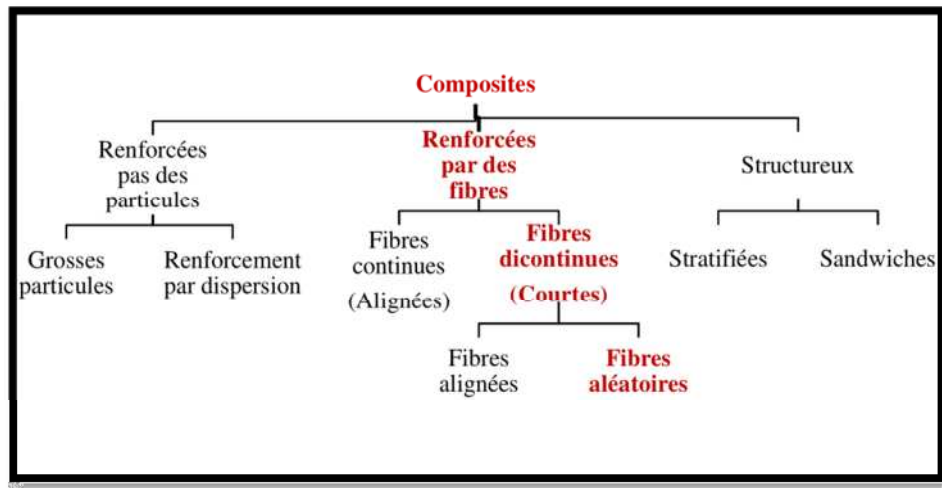 Composites
Renforcées
pas des
particules
Renforcées
par des
fibres
Structureux
Grosses
particules
Renforcement
par dispersion
Fibres
continues
(Alignées)
Fibres
dicontinues
(Courtes)
Stratifiées
Sandwiches
Fibres
alignées
Fibres
aléatoires